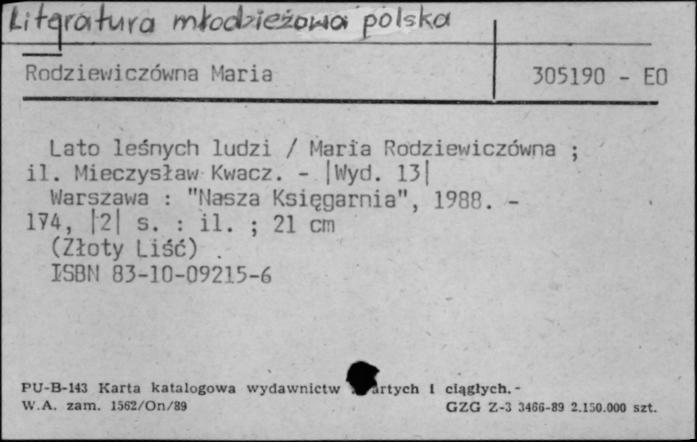 Literatura młodzieżowa polska
Rodziewiczówna Maria
305190 - EO
Lato leśnych ludzi / Maria Rodziewiczówna ;
il. Mieczysław Kwacz. - |Wyd. 13|
Warszawa : "Nasza Księgarnia", 1988. -
174, |2| s. : il. ; 21 cm
(Złoty Liść) .
ISBN 83-10-09215-6
PU-B-143 Karta katalogowa wydawnictw artych i ciągłych.-
W.A. zam. 1562/On/89
GZG Z-3 3466-89 2.150.000 szt.